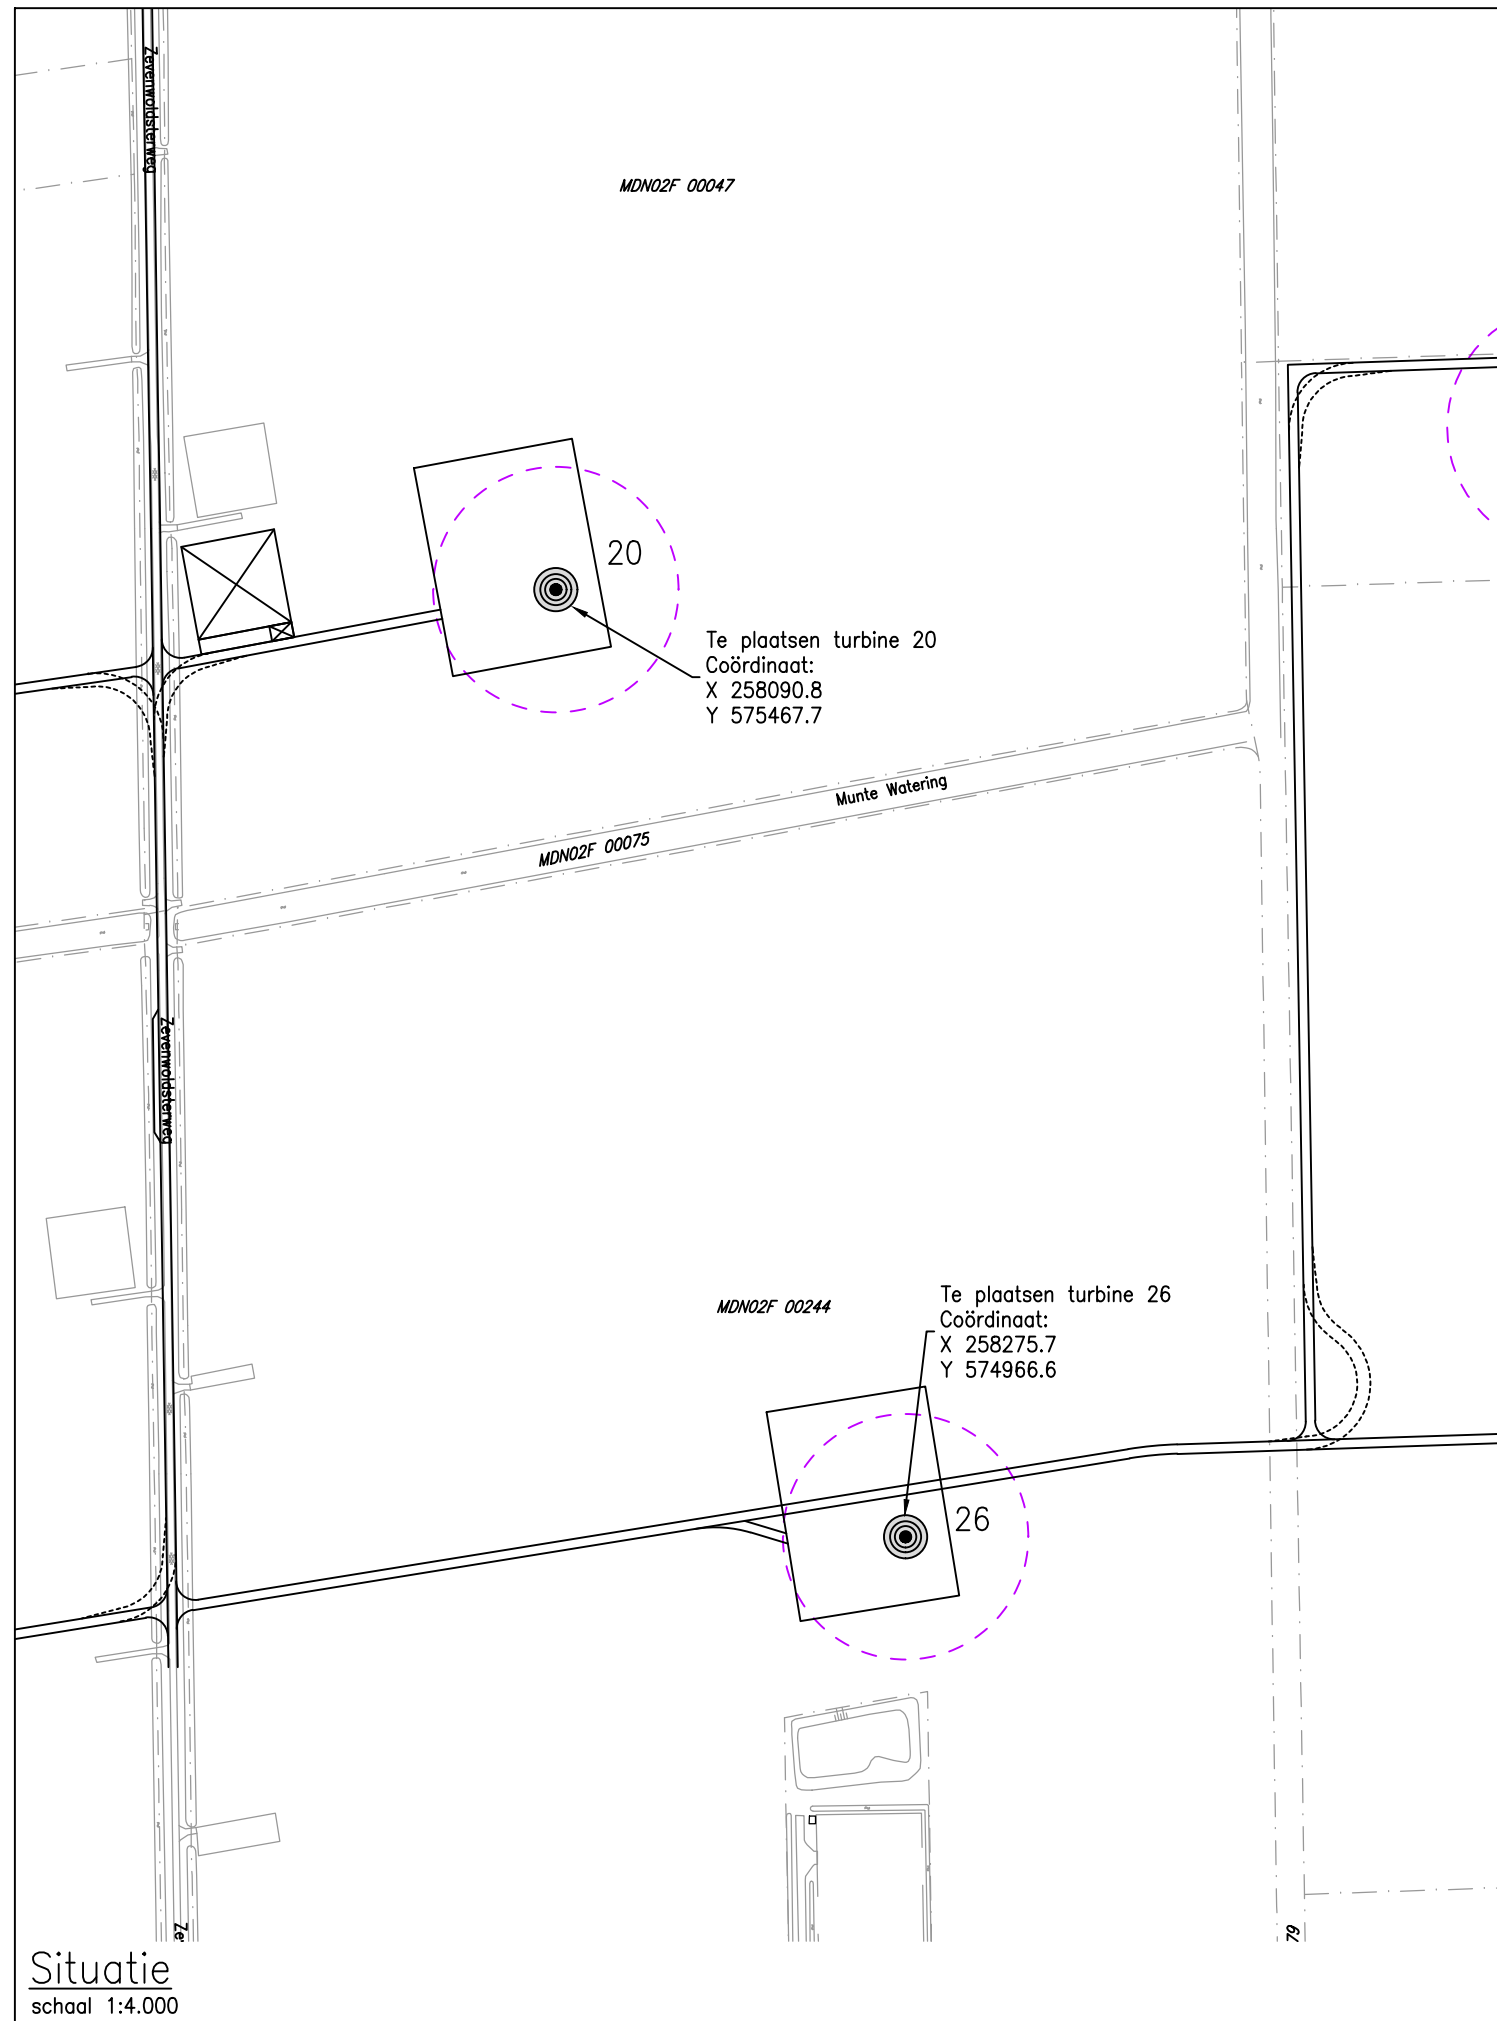 Zevenwoldsterweg
MDN02F 00047
20
Te plaatsen turbine 20
Coördinaat:
X 258090.8
Y 575467.7
Munte Watering
MDN02F 00075
Zevenwoldsterweg
Te plaatsen turbine 26
Coördinaat:
X 258275.7
Y 574966.6
MDN02F 00244
26
79
Situatie
schaal 1:4.000